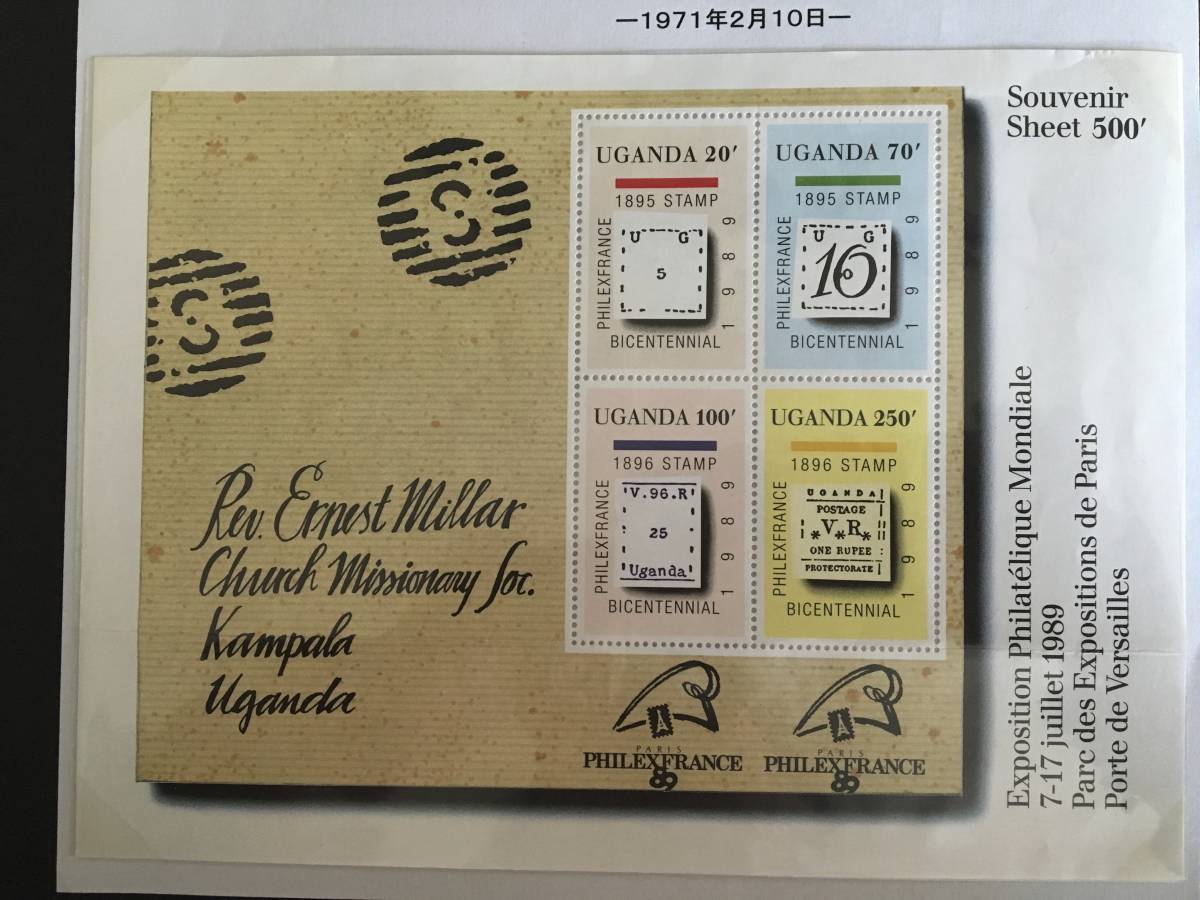 —1971年2月10日—
Souvenir
Sheet 500′
UGANDA 20′
1895 STAMP
PHILEXFRANCE
U G
5
1989
BICENTENNIAL
UGANDA 70′
1895 STAMP
PHILEXFRANCE
U G
10
1989
BICENTENNIAL
UGANDA 100′
1896 STAMP
PHILEXFRANCE
V.96.R
25
Uganda
1989
BICENTENNIAL
UGANDA 250′
1896 STAMP
PHILEXFRANCE
UGANDA
POSTAGE
*V*R*
ONE RUPEE
PROTECTORATE
1989
BICENTENNIAL
Rev. Ernest Millar
Church Missionary Soc.
Kampala
Uganda
A
PARIS
PHILEXFRANCE
89
A
PARIS
PHILEXFRANCE
89
Exposition Philatélique Mondiale
7-17 juillet 1989
Parc des Expositions de Paris
Porte de Versailles